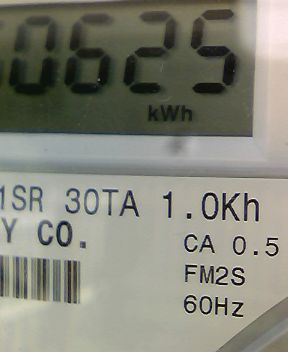 0625
kWh
1SR 30TA 1.0Kh
Y CO.
CA 0.5
FM2S
60Hz